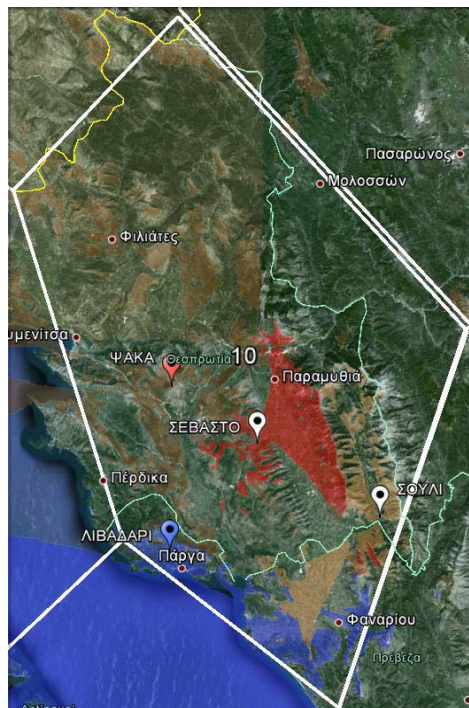 Πασαρώνος
Μολοσσών
Φιλιάτες
υμενίτσα
ΨΑΚΑ
Θεσπρωτία
10
Παραμυθιά
ΣΕΒΑΣΤΟ
Πέρδικα
ΣΟΥΛΙ
ΛΙΒΑΔΑΡΙ
Πάργα
Φαναρίου
Πρέβεζα